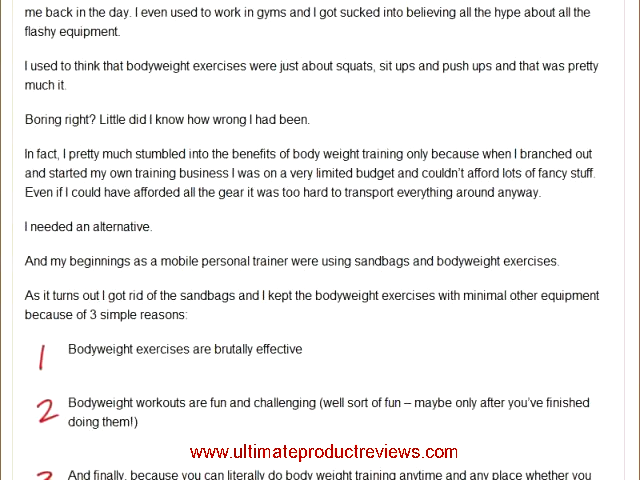 me back in the day. I even used to work in gyms and I got sucked into believing all the hype about all the
flashy equipment.
I used to think that bodyweight exercises were just about squats, sit ups and push ups and that was pretty
much it.
Boring right? Little did I know how wrong I had been.
In fact, I pretty much stumbled into the benefits of body weight training only because when I branched out
and started my own training business I was on a very limited budget and couldn't afford lots of fancy stuff.
Even if I could have afforded all the gear it was too hard to transport everything around anyway.
I needed an alternative.
And my beginnings as a mobile personal trainer were using sandbags and bodyweight exercises.
As it turns out I got rid of the sandbags and I kept the bodyweight exercises with minimal other equipment
because of 3 simple reasons:
1 Bodyweight exercises are brutally effective
2 Bodyweight workouts are fun and challenging (well sort of fun – maybe only after you've finished
doing them!)
www.ultimateproductreviews.com
3 And finally, because you can literally do body weight training anytime and any place whether you